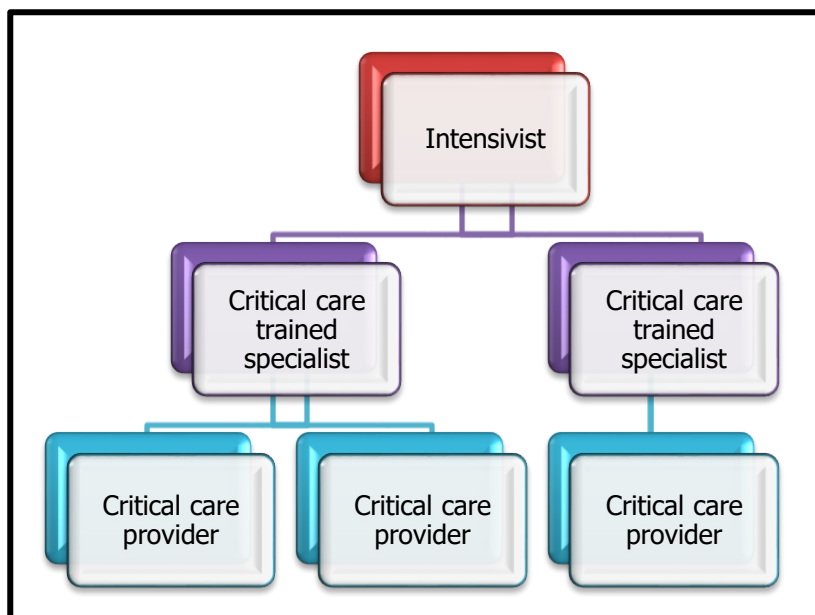 Intensivist
Critical care
trained
specialist
Critical care
trained
specialist
Critical care
provider
Critical care
provider
Critical care
provider